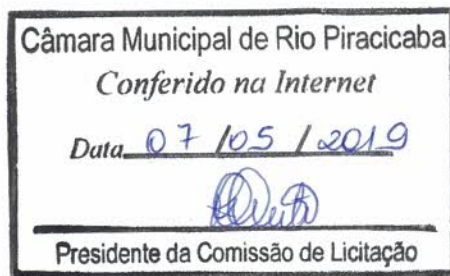 Câmara Municipal de Rio Piracicaba
Conferido na Internet
Data 07/05/2019
Presidente da Comissão de Licitação